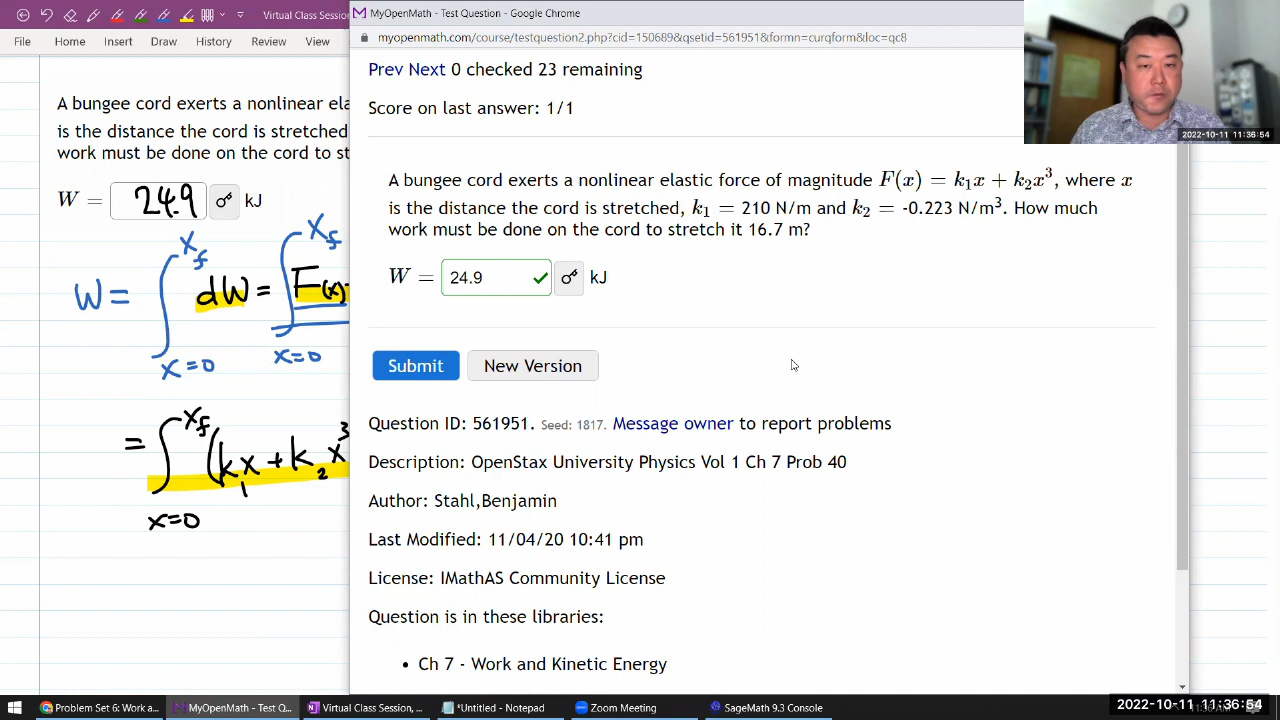 Virtual Class Sessi
MyOpenMath - Test Question - Google Chrome
myopenmath.com/course/testquestion2.php?cid=150689&qsetid=561951&formn=curqform&loc=qc8
File Home Insert Draw History Review View
Prev Next 0 checked 23 remaining
Score on last answer: 1/1
2022-10-11 11:36:54
A bungee cord exerts a nonlinear ela
is the distance the cord is stretched
work must be done on the cord to st
W = 24.9 kJ
W = ∫ dW = ∫ F(x)
x_f
x=0
x_f
x=0
= ∫ (k₁x + k₂x³
x_f
x=0
A bungee cord exerts a nonlinear elastic force of magnitude F(x) = k₁x + k₂x³, where x
is the distance the cord is stretched, k₁ = 210 N/m and k₂ = -0.223 N/m³. How much
work must be done on the cord to stretch it 16.7 m?
W = 24.9 kJ
Submit New Version
Question ID: 561951. Seed: 1817. Message owner to report problems
Description: OpenStax University Physics Vol 1 Ch 7 Prob 40
Author: Stahl,Benjamin
Last Modified: 11/04/20 10:41 pm
License: IMathAS Community License
Question is in these libraries:
• Ch 7 - Work and Kinetic Energy
Problem Set 6: Work a... MyOpenMath - Test Q... Virtual Class Session, ... *Untitled - Notepad Zoom Meeting SageMath 9.3 Console
2022-10-11 11:36:54